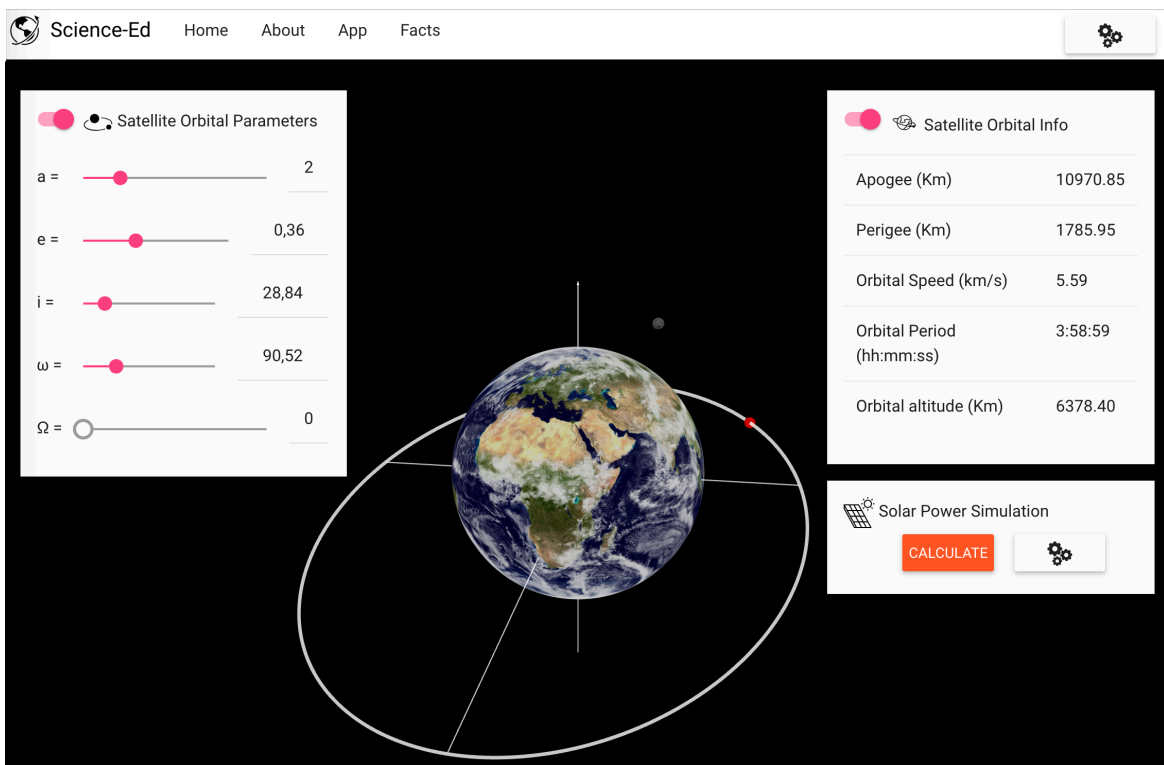 Science-Ed Home About App Facts
Satellite Orbital Parameters
a = 2
e = 0,36
i = 28,84
ω = 90,52
Ω = 0
Satellite Orbital Info
Apogee (Km) 10970.85
Perigee (Km) 1785.95
Orbital Speed (km/s) 5.59
Orbital Period 3:58:59
(hh:mm:ss)
Orbital altitude (Km) 6378.40
Solar Power Simulation
CALCULATE